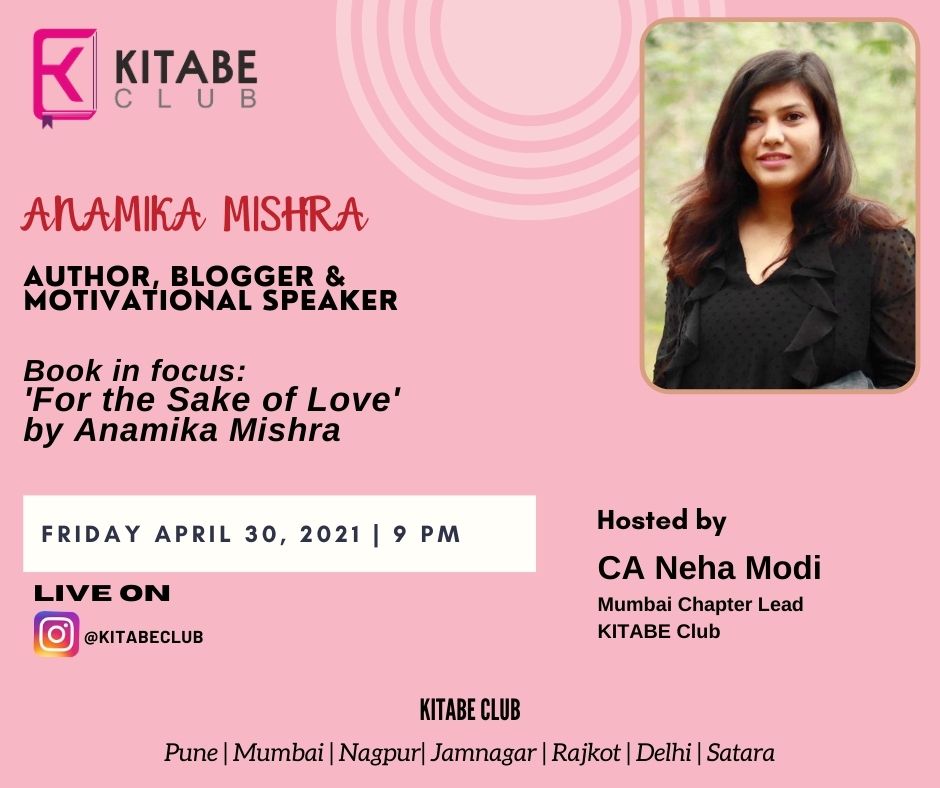 KITABE
CLUB
ANAMIKA MISHRA
AUTHOR, BLOGGER &
MOTIVATIONAL SPEAKER
Book in focus:
'For the Sake of Love'
by Anamika Mishra
FRIDAY APRIL 30, 2021 | 9 PM
LIVE ON
@KITABECLUB
Hosted by
CA Neha Modi
Mumbai Chapter Lead
KITABE Club
KITABE CLUB
Pune | Mumbai | Nagpur| Jamnagar | Rajkot | Delhi | Satara